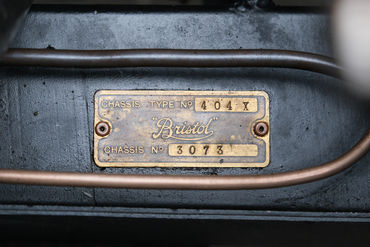 CHASSIS - TYPE Nº 404 X
"Bristol"
CHASSIS Nº 3073